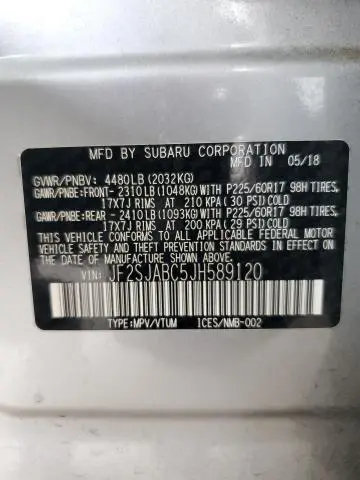 MFD. BY SUBARU CORPORATION
MADE IN JAPAN 05/18
GVWR/PNBV: 4480LB(2032KG)
GAWR/PNBE:FRONT- 2310LB(1048KG)WITH P225/60R17 98H TIRES,
17X7J RIMS AT 210 KPA(30 PSI)COLD
GAWR/PNBE:REAR - 2410LB(1093KG)WITH P225/60R17 98H TIRES,
17X7J RIMS AT 200 KPA(29 PSI)COLD
THIS VEHICLE CONFORMS TO ALL APPLICABLE FEDERAL MOTOR
VEHICLE SAFETY AND THEFT PREVENTION STANDARDS
IN EFFECT ON THE DATE OF MANUFACTURE SHOWN ABOVE.
VIN: JF2SJABC5JH589120
TYPE:MPV/VTUM ICES/NMB-002